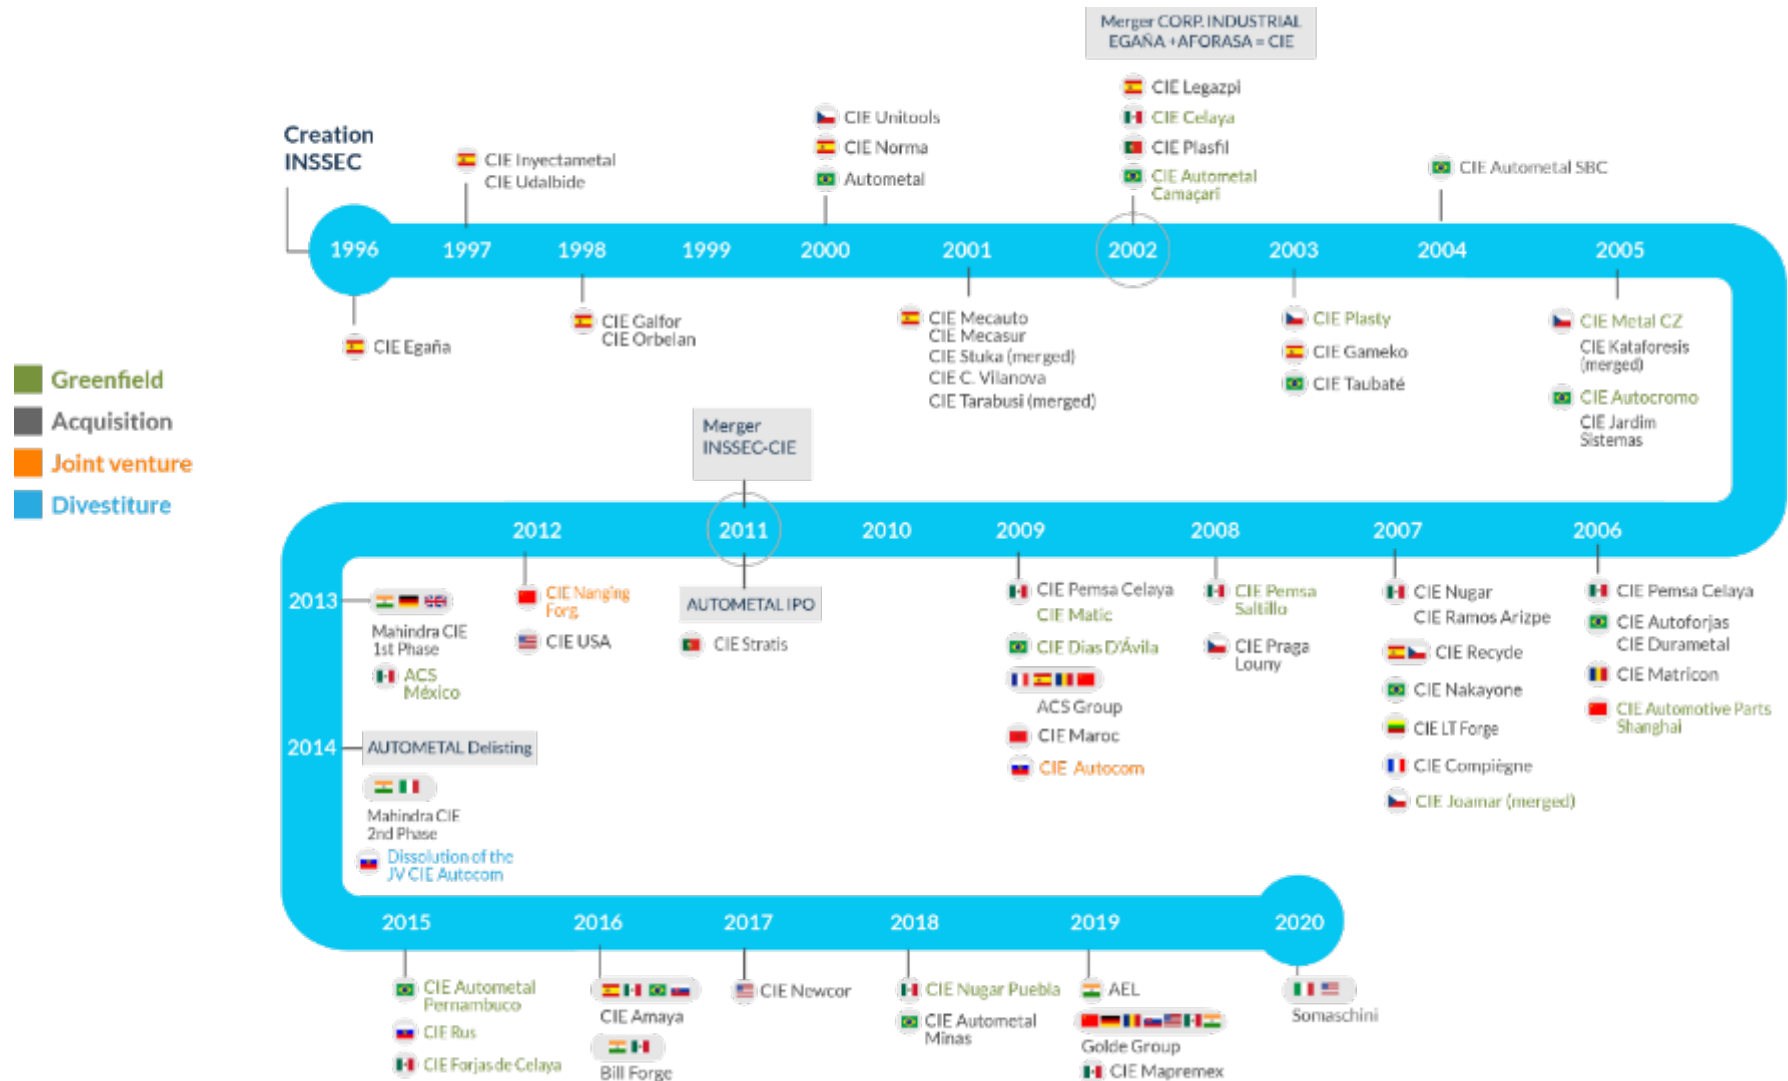 Merger CORP. INDUSTRIAL
EGAÑA +AFORASA = CIE
CIE Legazpi
CIE Celaya
CIE Plasfil
CIE Autometal
Camaçari
CIE Unitools
CIE Norma
Autometal
Creation
INSSEC
CIE Inyectametal
CIE Udalbide
CIE Autometal SBC
1996
1997
1998
1999
2000
2001
2002
2003
2004
2005
CIE Egaña
CIE Galfor
CIE Orbelan
CIE Mecauto
CIE Mecasur
CIE Stuka (merged)
CIE C. Vilanova
CIE Tarabusi (merged)
CIE Plasty
CIE Gameko
CIE Taubaté
CIE Metal CZ
CIE Kataforesis
(merged)
CIE Autocromo
CIE Jardim
Sistemas
Greenfield
Acquisition
Joint venture
Divestiture
Merger
INSSEC-CIE
2012
2011
2010
2009
2008
2007
2006
2013
Mahindra CIE
1st Phase
ACS
México
CIE Nanging
Forg.
CIE USA
AUTOMETAL IPO
CIE Stratis
CIE Pemsa Celaya
CIE Matic
CIE Dias D'Ávila
ACS Group
CIE Maroc
CIE Autocom
CIE Pemsa
Saltillo
CIE Praga
Louny
CIE Nugar
CIE Ramos Arizpe
CIE Recyde
CIE Nakayone
CIE LT Forge
CIE Compiègne
CIE Joamar (merged)
CIE Pemsa Celaya
CIE Autoforjas
CIE Durametal
CIE Matricon
CIE Automotive Parts
Shanghai
2014
AUTOMETAL Delisting
Mahindra CIE
2nd Phase
Dissolution of the
JV CIE Autocom
2015
2016
2017
2018
2019
2020
CIE Autometal
Pernambuco
CIE Rus
CIE Forjas de Celaya
CIE Amaya
Bill Forge
CIE Newcor
CIE Nugar Puebla
CIE Autometal
Minas
AEL
Golde Group
CIE Mapremex
Somaschini